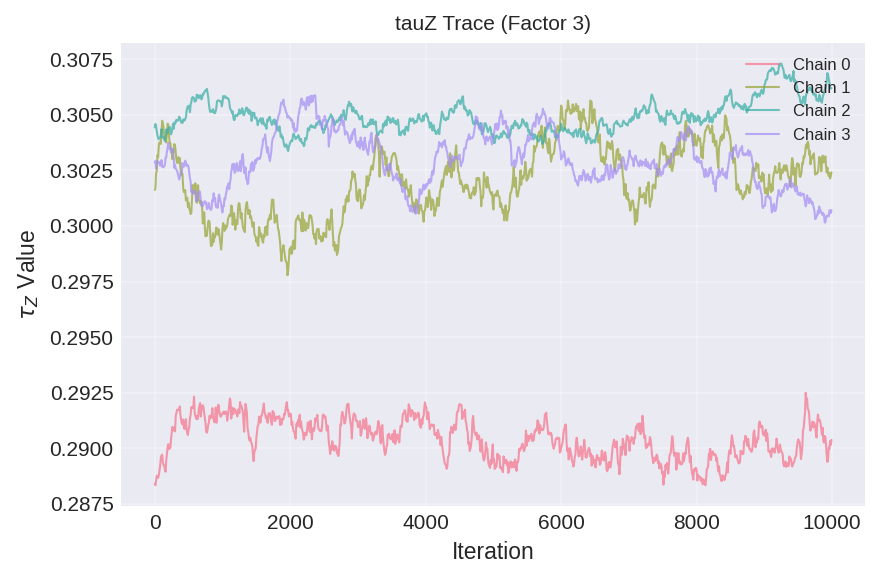 tauZ Trace (Factor 3)
0.3075
0.3050
0.3025
0.3000
0.2975
0.2950
0.2925
0.2900
0.2875
τZ Value
Chain 0
Chain 1
Chain 2
Chain 3
0 2000 4000 6000 8000 10000
Iteration